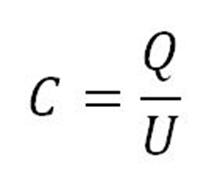 C = Q/U